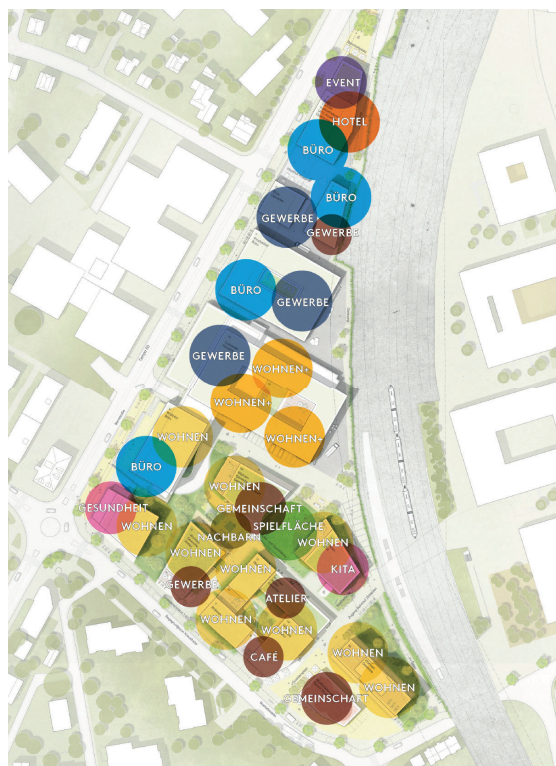 EVENT
HOTEL
BÜRO
BÜRO
GEWERBE
GEWERBE
BÜRO
GEWERBE
GEWERBE
WOHNEN+
WOHNEN+
WOHNEN+
WOHNEN
BÜRO
WOHNEN
GESUNDHEIT
GEMEINSCHAFT
WOHNEN
SPIELFLÄCHE
NACHBARN
WOHNEN
WOHNEN
WOHNEN
KITA
GEWERBE
ATELIER
WOHNEN
WOHNEN
CAFÉ
WOHNEN
WOHNEN
GEMEINSCHAFT